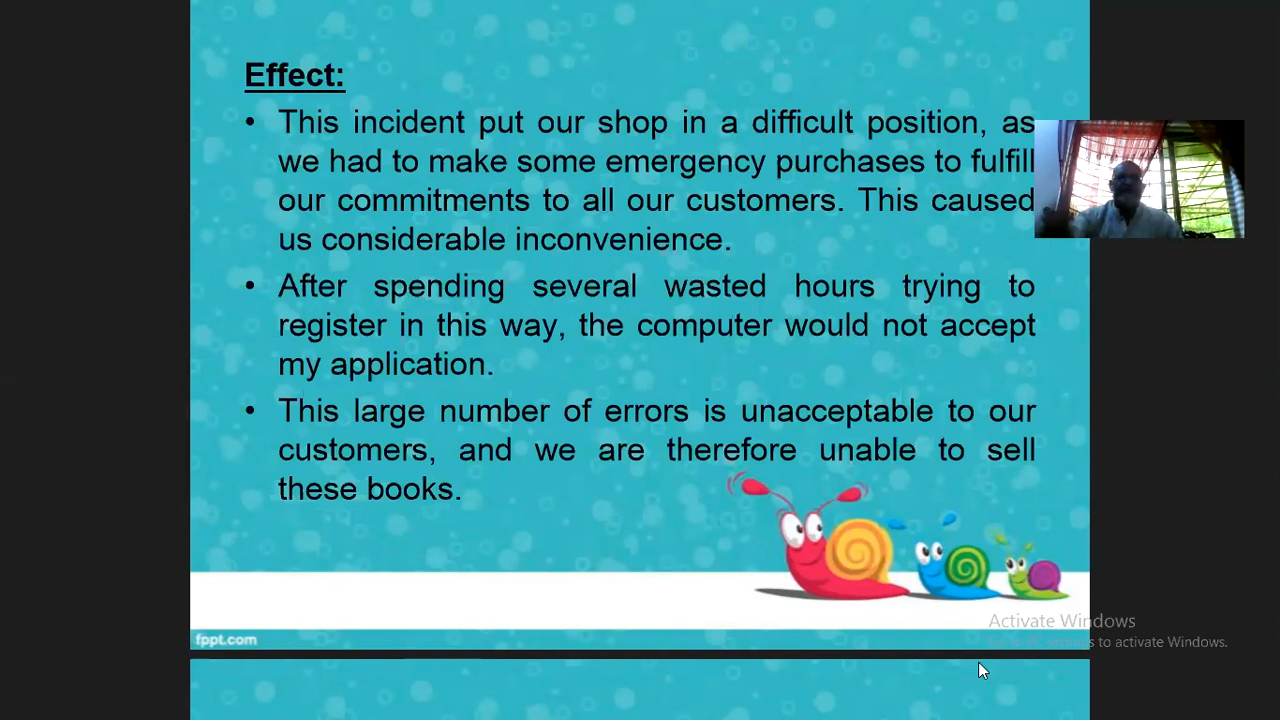 Effect:
• This incident put our shop in a difficult position, as
we had to make some emergency purchases to fulfill
our commitments to all our customers. This caused
us considerable inconvenience.
• After spending several wasted hours trying to
register in this way, the computer would not accept
my application.
• This large number of errors is unacceptable to our
customers, and we are therefore unable to sell
these books.
Activate Windows
to activate Windows.
fppt.com